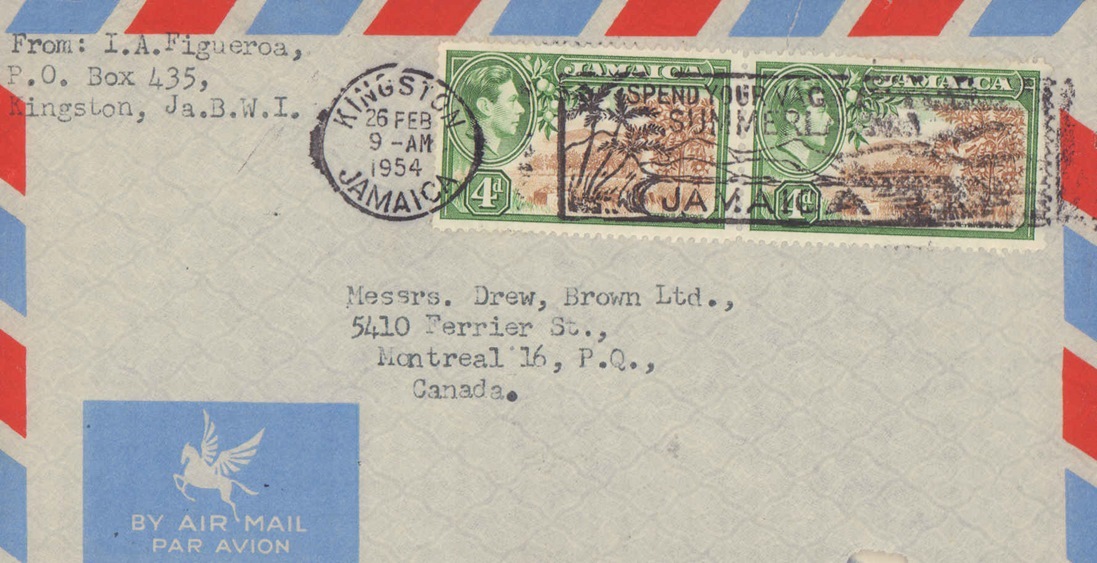 From: I.A.Figueroa,
P.O. Box 435,
Kingston, Ja.B.W.I.
KINGSTON
26 FEB
9 -AM
1954
JAMAICA
JAMAICA
4d
JAMAICA
4d
SPEND YOUR
JAMAICA
Messrs. Drew, Brown Ltd.,
5410 Ferrier St.,
Montreal 16, P.Q.,
Canada.
BY AIR MAIL
PAR AVION